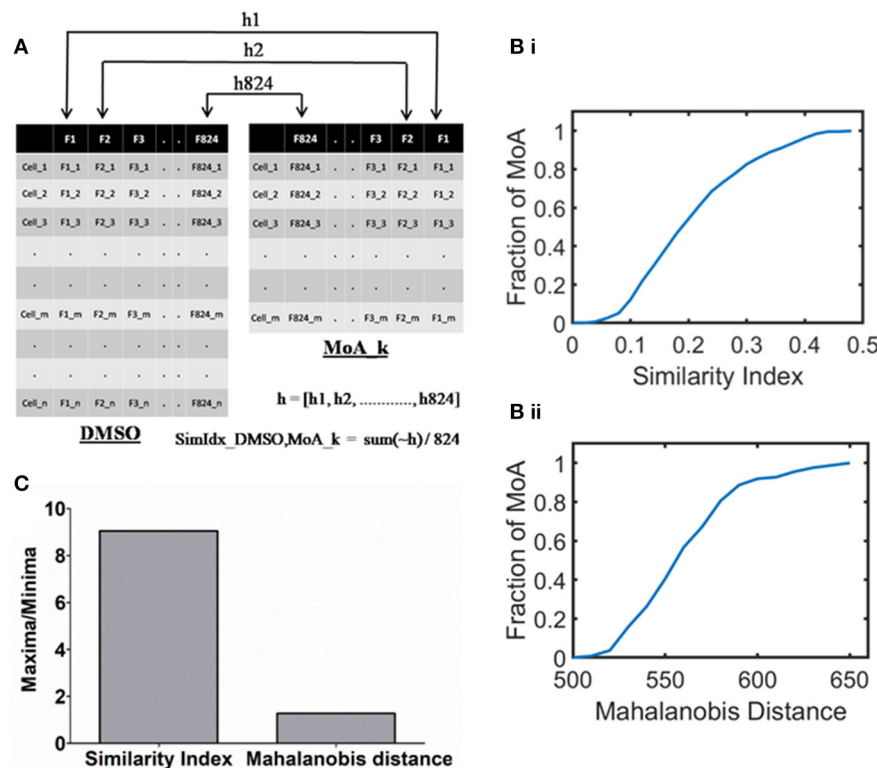 A
h1
h2
h824
F1 F2 F3 . . F824
Cell_1 F1_1 F2_1 F3_1 . . F824_1
Cell_2 F1_2 F2_2 F3_2 . . F824_2
Cell_3 F1_3 F2_3 F3_3 . . F824_3
. . . . . . .
. . . . . . .
Cell_m F1_m F2_m F3_m . . F824_m
. . . . . . .
. . . . . . .
Cell_n F1_n F2_n F3_n . . F824_n
DMSO
F824 . . F3 F2 F1
Cell_1 F824_1 . . F3_1 F2_1 F1_1
Cell_2 F824_2 . . F3_2 F2_2 F1_2
Cell_3 F824_3 . . F3_3 F2_3 F1_3
. . . . . . .
. . . . . . .
Cell_m F824_m . . F3_m F2_m F1_m
MoA_k
h = [h1, h2, ............, h824]
SimIdx_DMSO,MoA_k = sum(~h) / 824
B i
Fraction of MoA
1
0.8
0.6
0.4
0.2
0
0 0.1 0.2 0.3 0.4 0.5
Similarity Index
B ii
Fraction of MoA
1
0.8
0.6
0.4
0.2
0
500 550 600 650
Mahalanobis Distance
C
Maxima/Minima
10
8
6
4
2
0
Similarity Index Mahalanobis distance